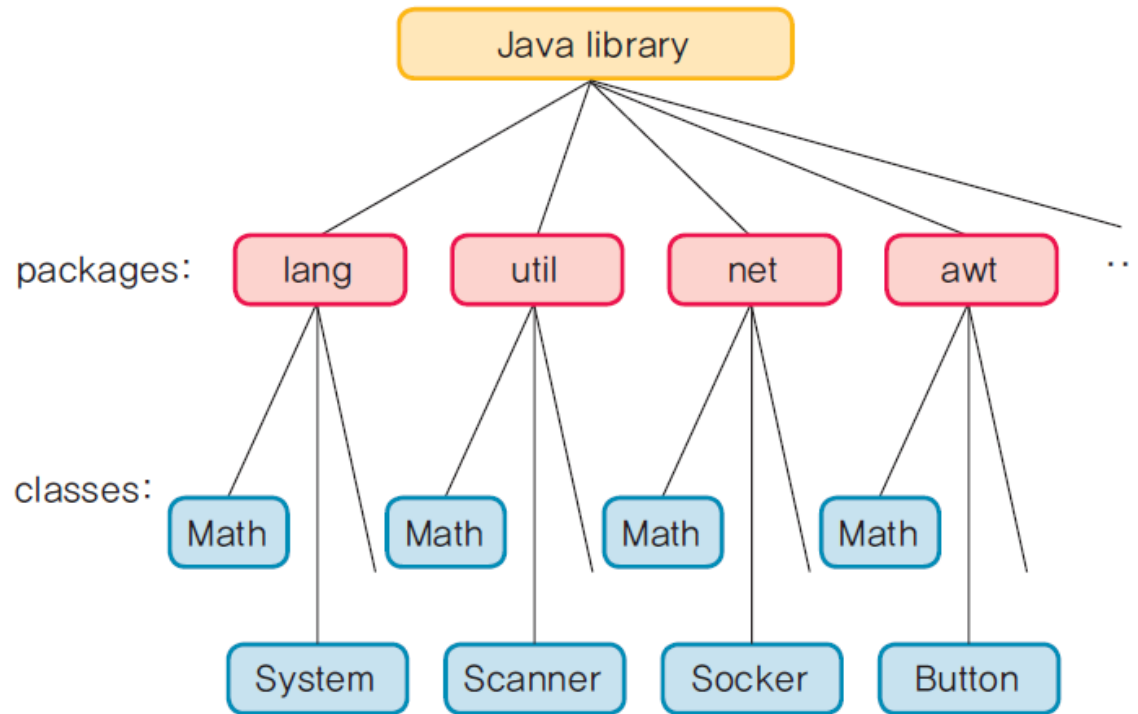 Java library
packages:
lang
util
net
awt
..
classes:
Math
Math
Math
Math
System
Scanner
Socker
Button